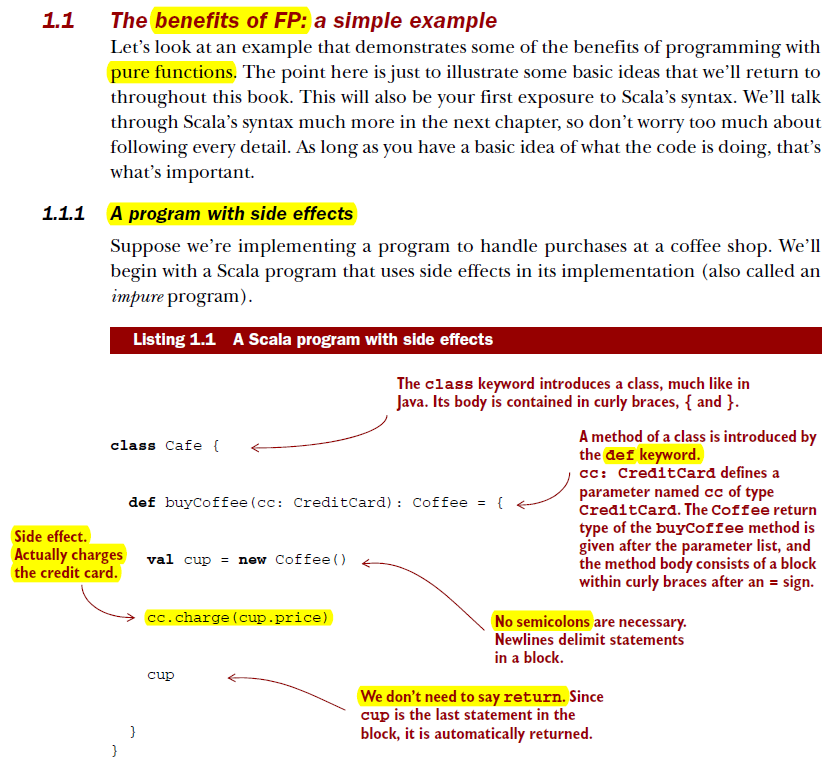 1.1 The benefits of FP: a simple example
Let's look at an example that demonstrates some of the benefits of programming with
pure functions. The point here is just to illustrate some basic ideas that we'll return to
throughout this book. This will also be your first exposure to Scala's syntax. We'll talk
through Scala's syntax much more in the next chapter, so don't worry too much about
following every detail. As long as you have a basic idea of what the code is doing, that's
what's important.
1.1.1 A program with side effects
Suppose we're implementing a program to handle purchases at a coffee shop. We'll
begin with a Scala program that uses side effects in its implementation (also called an
impure program).
Listing 1.1 A Scala program with side effects
The class keyword introduces a class, much like in
Java. Its body is contained in curly braces, { and }.
class Cafe {
A method of a class is introduced by
the def keyword.
cc: CreditCard defines a
parameter named cc of type
CreditCard. The Coffee return
type of the buyCoffee method is
given after the parameter list, and
the method body consists of a block
within curly braces after an = sign.
def buyCoffee(cc: CreditCard): Coffee = {
Side effect.
Actually charges
the credit card.
val cup = new Coffee()
cc.charge(cup.price)
No semicolons are necessary.
Newlines delimit statements
in a block.
cup
We don't need to say return. Since
cup is the last statement in the
block, it is automatically returned.
}
}